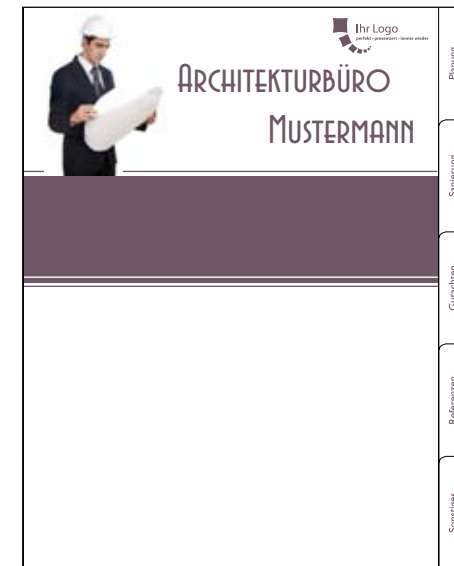 Ihr Logo
perfekt - präsentiert - immer wieder
Architekturbüro
Mustermann
Planung
Sanierung
Gutachten
Referenzen
Sonstiges